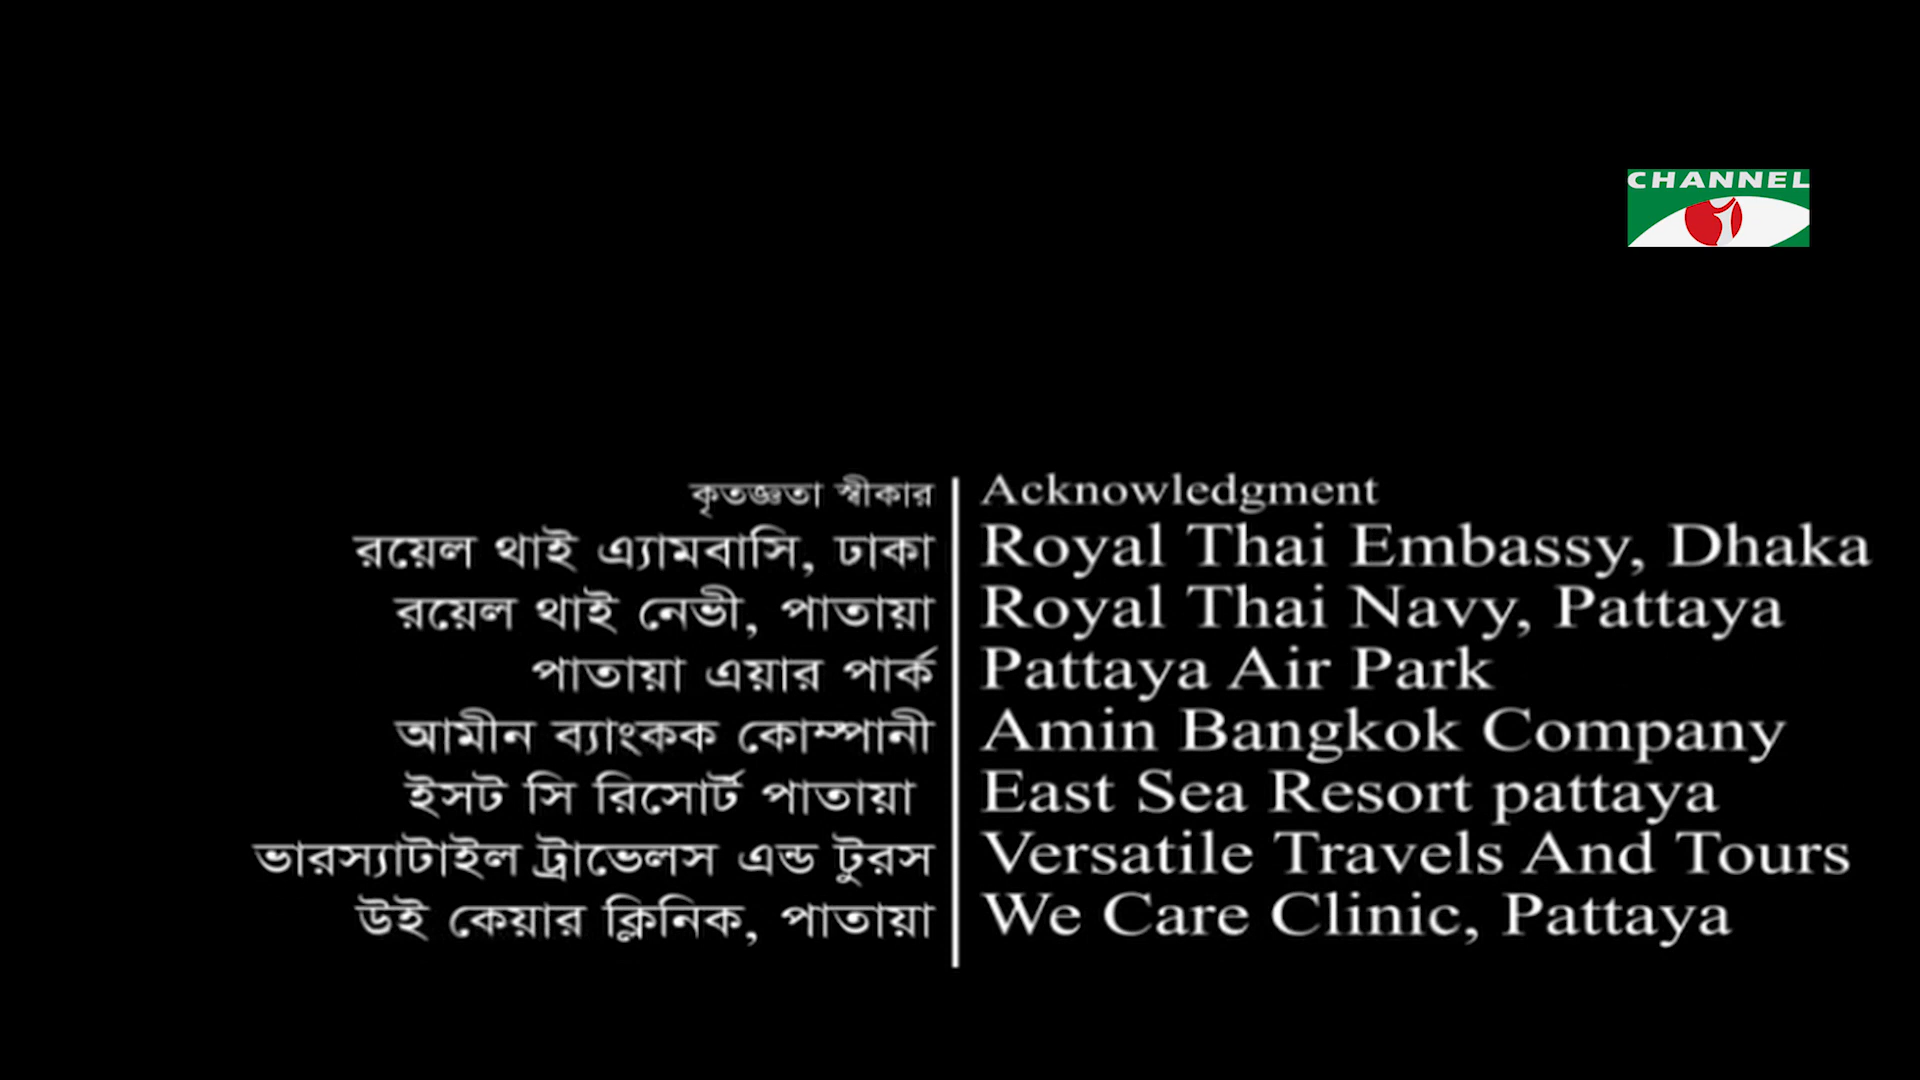 CHANNEL i
কৃতজ্ঞতা স্বীকার Acknowledgment
রয়েল থাই এ্যামবাসি, ঢাকা Royal Thai Embassy, Dhaka
রয়েল থাই নেভী, পাতায়া Royal Thai Navy, Pattaya
পাতায়া এয়ার পার্ক Pattaya Air Park
আমীন ব্যাংকক কোম্পানী Amin Bangkok Company
ইসট সি রিসোর্ট পাতায়া East Sea Resort pattaya
ভারস্যাটাইল ট্রাভেলস এন্ড টুরস Versatile Travels And Tours
উই কেয়ার ক্লিনিক, পাতায়া We Care Clinic, Pattaya